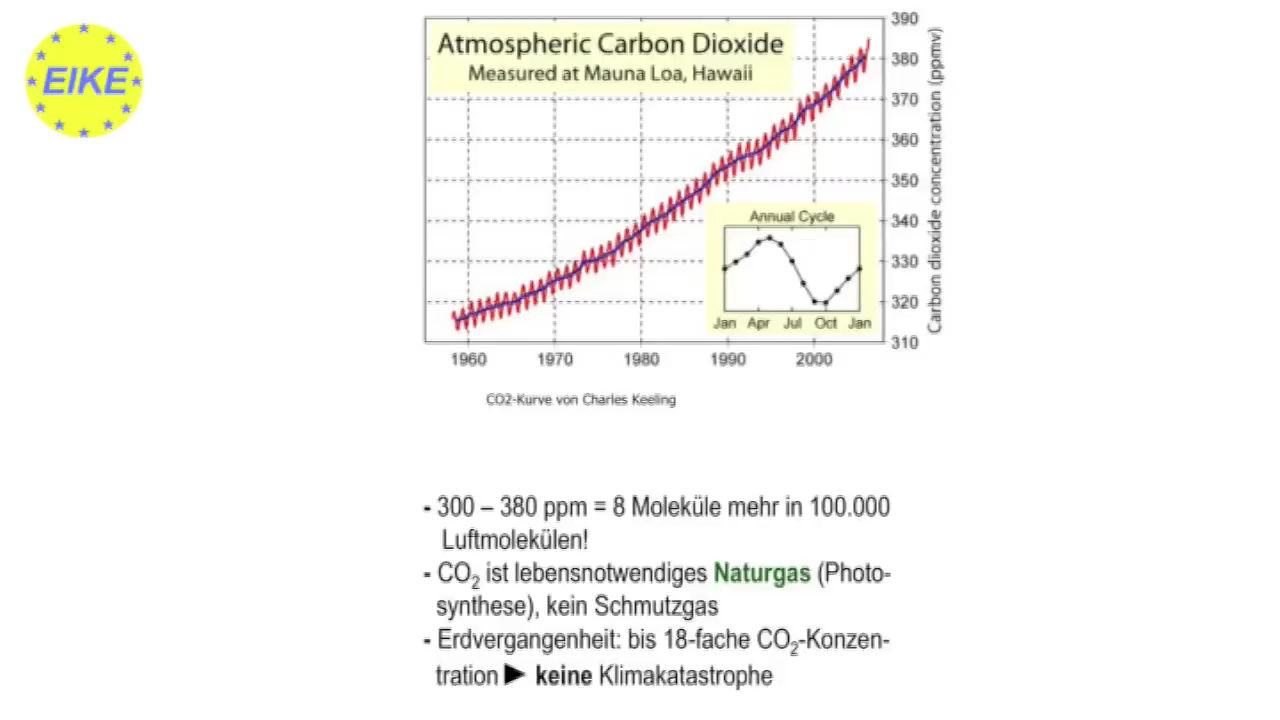 EIKE
Atmospheric Carbon Dioxide
Measured at Mauna Loa, Hawaii
390
380
370
360
350
340
330
320
310
Carbon dioxide concentration (ppmv)
Annual Cycle
Jan Apr Jul Oct Jan
1960 1970 1980 1990 2000
CO2-Kurve von Charles Keeling
- 300 – 380 ppm = 8 Moleküle mehr in 100.000
Luftmolekülen!
- CO₂ ist lebensnotwendiges Naturgas (Photo-
synthese), kein Schmutzgas
- Erdvergangenheit: bis 18-fache CO₂-Konzen-
tration ► keine Klimakatastrophe